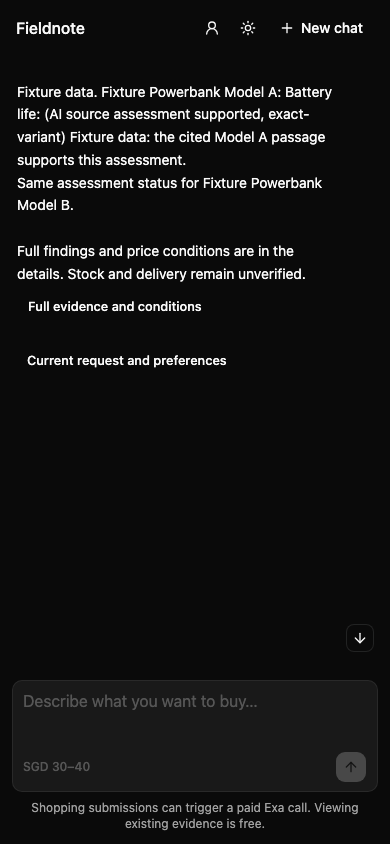 Fieldnote
New chat
Fixture data. Fixture Powerbank Model A: Battery
life: (AI source assessment supported, exact-
variant) Fixture data: the cited Model A passage
supports this assessment.
Same assessment status for Fixture Powerbank
Model B.
Full findings and price conditions are in the
details. Stock and delivery remain unverified.
Full evidence and conditions
Current request and preferences
Describe what you want to buy...
SGD 30–40
Shopping submissions can trigger a paid Exa call. Viewing
existing evidence is free.